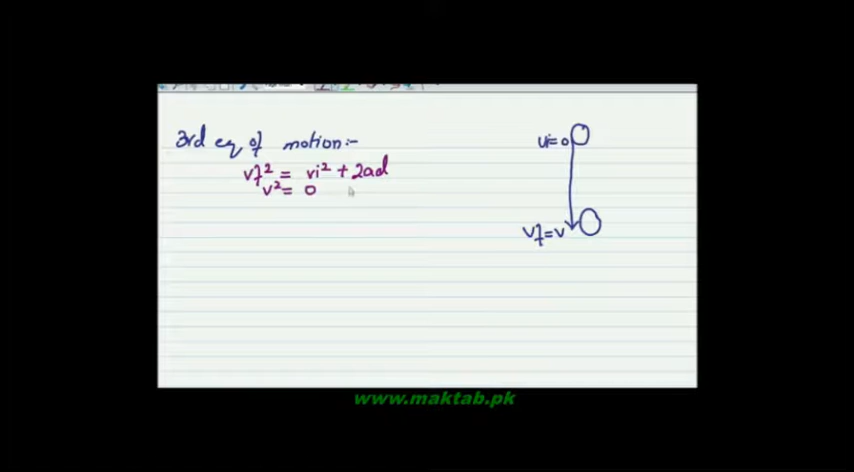 3rd eq of motion:-
vf² = vi² + 2ad
v² = 0
vi=0
vf=v
www.maktab.pk